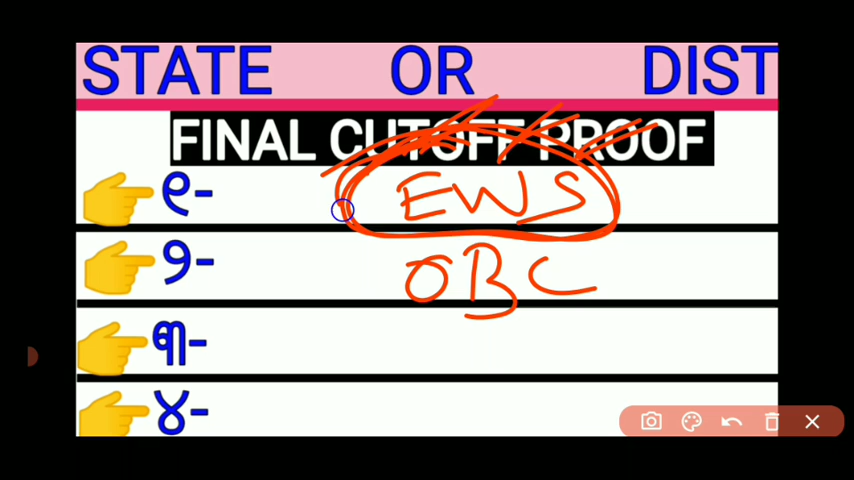 STATE OR DIST
FINAL CUTOFF PROOF
୧- EWS
୨- OBC
୩-
୪-